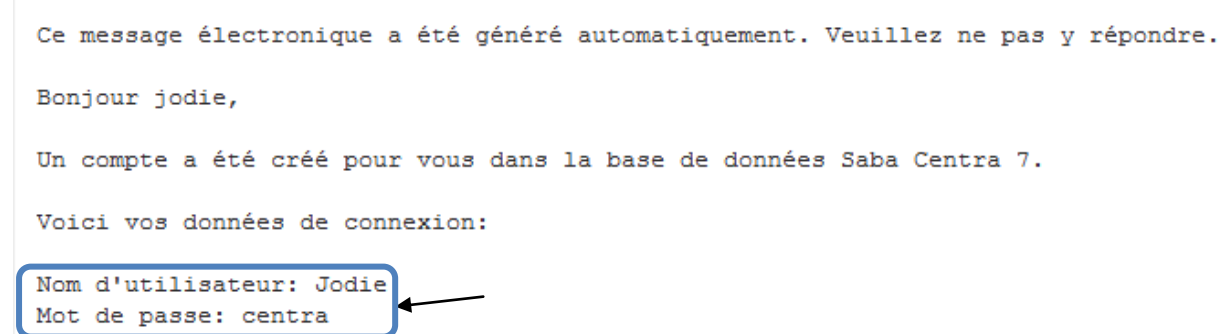 Ce message électronique a été généré automatiquement. Veuillez ne pas y répondre.
Bonjour jodie,
Un compte a été créé pour vous dans la base de données Saba Centra 7.
Voici vos données de connexion:
Nom d'utilisateur: Jodie
Mot de passe: centra